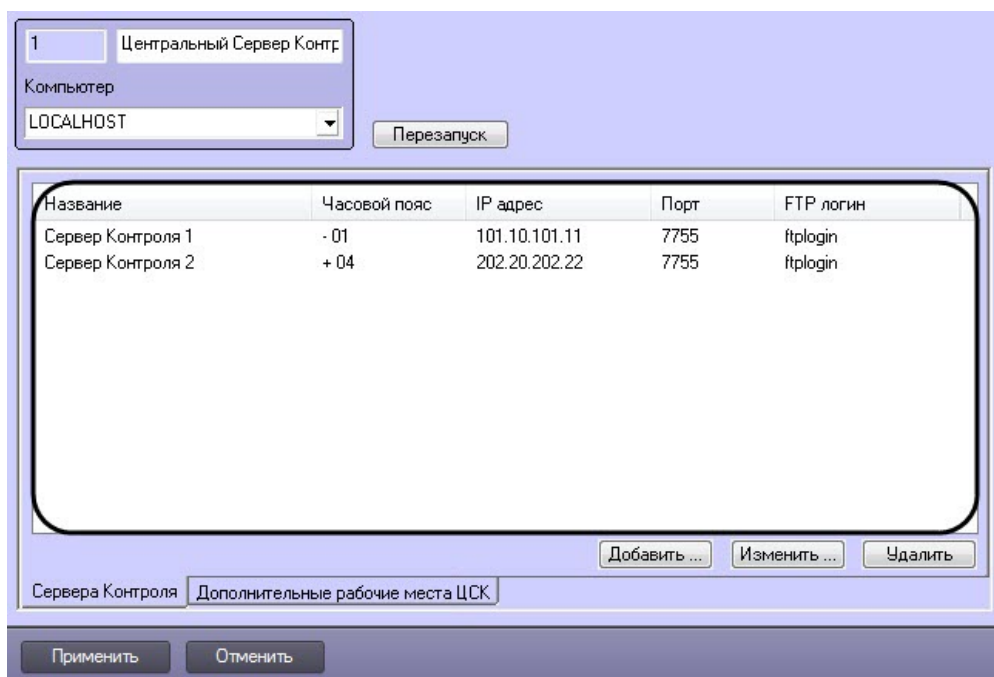 1 Центральный Сервер Контр
Компьютер
LOCALHOST
Перезапуск
Название Часовой пояс IP адрес Порт FTP логин
Сервер Контроля 1 - 01 101.10.101.11 7755 ftplogin
Сервер Контроля 2 + 04 202.20.202.22 7755 ftplogin
Добавить ... Изменить ... Удалить
Сервера Контроля Дополнительные рабочие места ЦСК
Применить Отменить